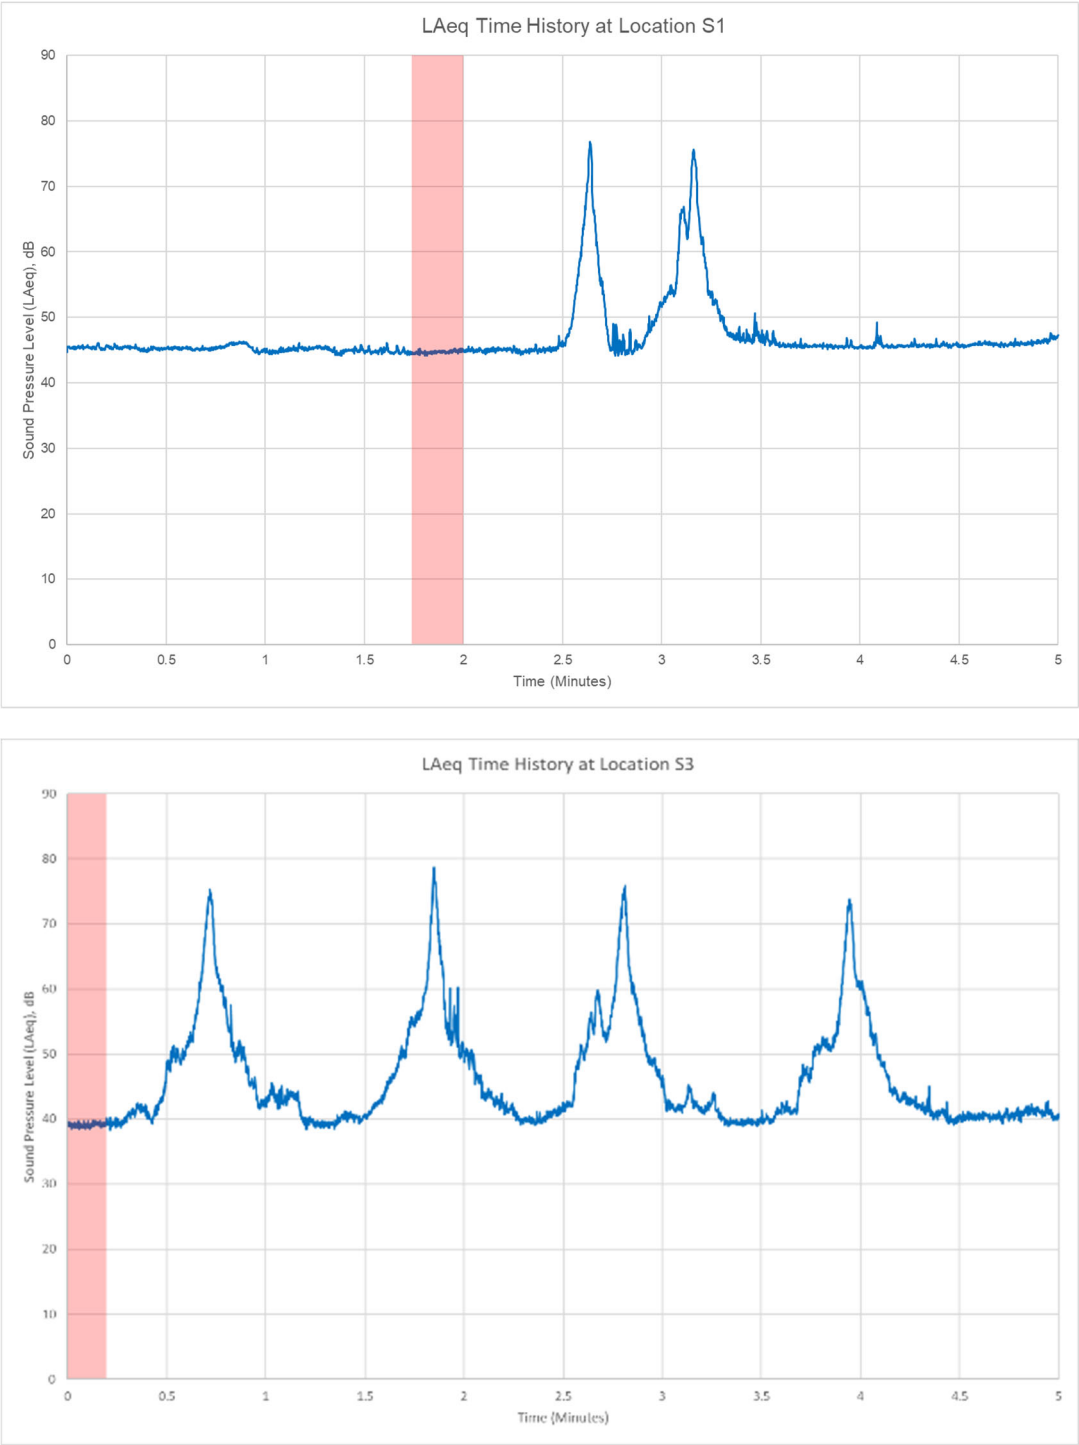 LAeq Time History at Location S1
90
80
70
60
50
40
30
20
10
0
Sound Pressure Level (LAeq), dB
0 0.5 1 1.5 2 2.5 3 3.5 4 4.5 5
Time (Minutes)
LAeq Time History at Location S3
90
80
70
60
50
40
30
20
10
0
Sound Pressure Level (LAeq), dB
0 0.5 1 1.5 2 2.5 3 3.5 4 4.5 5
Time (Minutes)